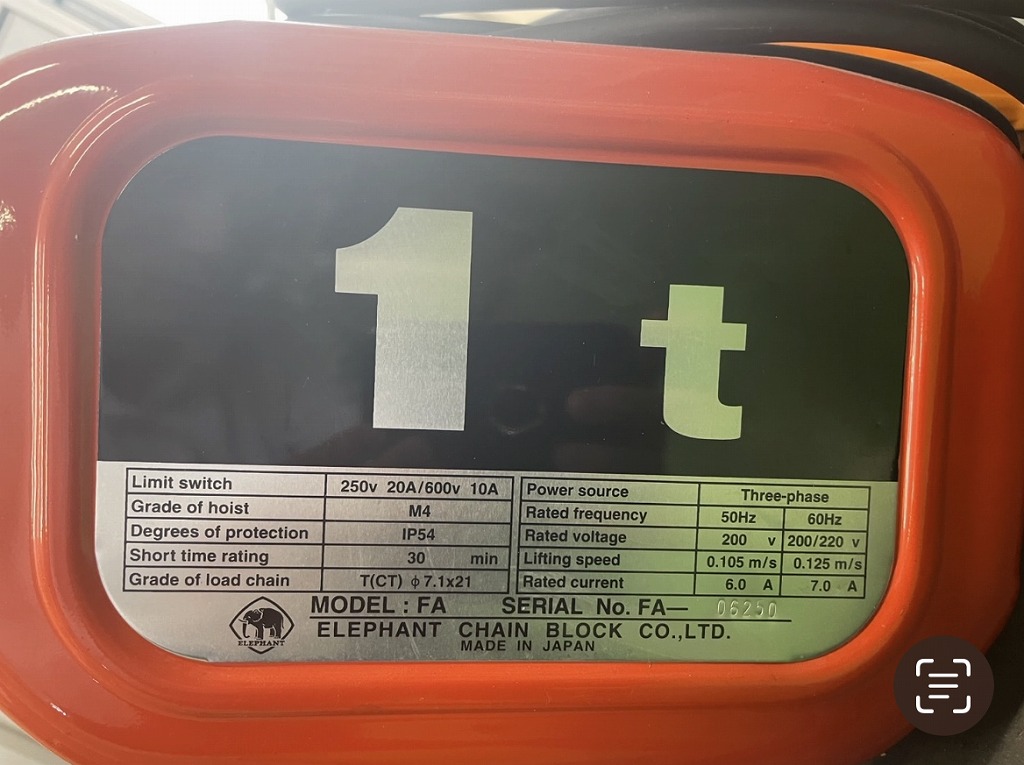 1 t
Limit switch 250v 20A/600v 10A
Grade of hoist M4
Degrees of protection IP54
Short time rating 30 min
Grade of load chain T(CT) ϕ7.1x21
Power source Three-phase
Rated frequency 50Hz 60Hz
Rated voltage 200 v 200/220 v
Lifting speed 0.105 m/s 0.125 m/s
Rated current 6.0 A 7.0 A
MODEL : FA SERIAL No. FA— 06250
ELEPHANT
ELEPHANT CHAIN BLOCK CO.,LTD.
MADE IN JAPAN